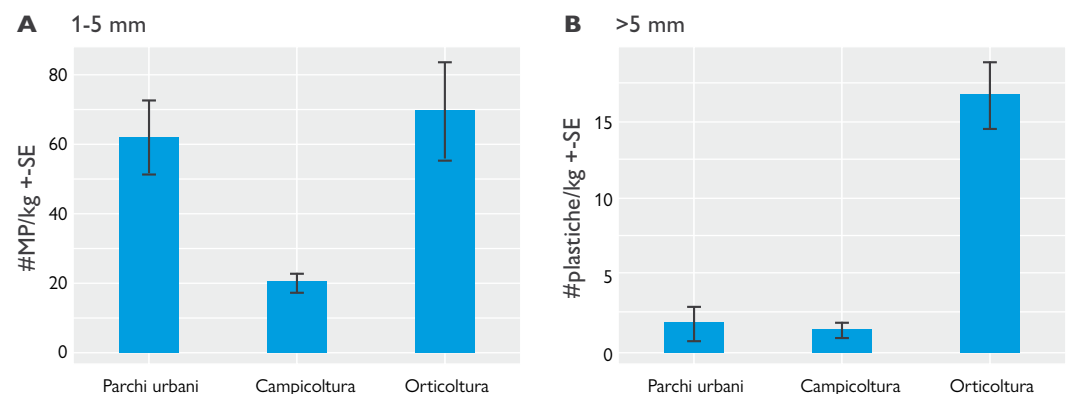 A 1-5 mm
#MP/kg +-SE
80
60
40
20
0
Parchi urbani Campicoltura Orticoltura
B >5 mm
#plastiche/kg +-SE
15
10
5
0
Parchi urbani Campicoltura Orticoltura